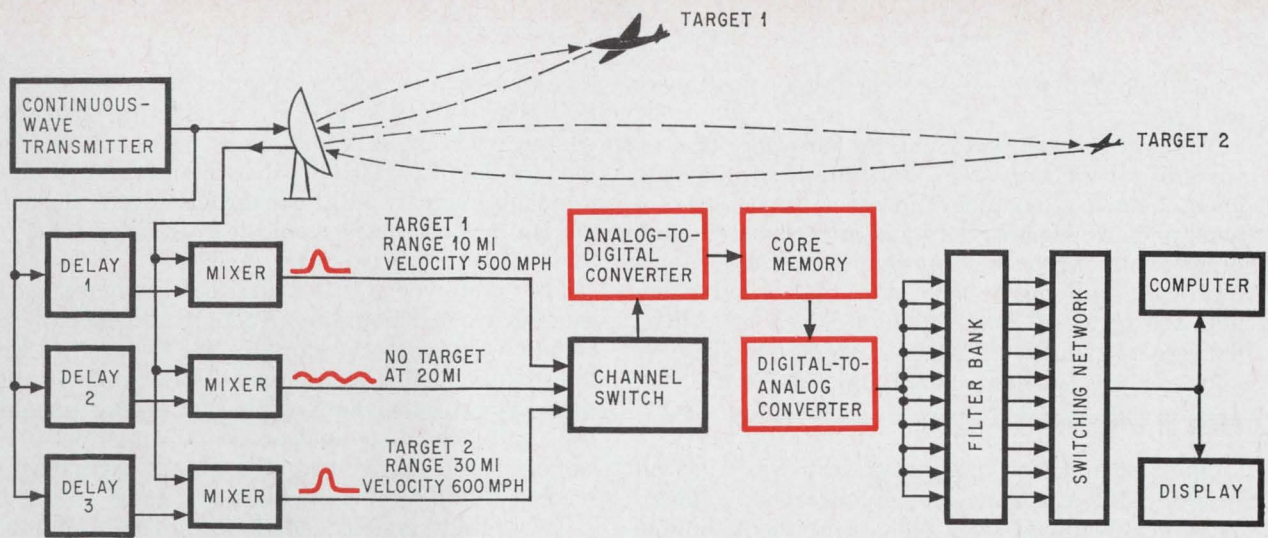 TARGET 1
CONTINUOUS-
WAVE
TRANSMITTER
TARGET 2
DELAY
1
MIXER
TARGET 1
RANGE 10 MI
VELOCITY 500 MPH
ANALOG-TO-
DIGITAL
CONVERTER
CORE
MEMORY
DELAY
2
MIXER
NO TARGET
AT 20MI
CHANNEL
SWITCH
DIGITAL-TO-
ANALOG
CONVERTER
FILTER BANK
SWITCHING NETWORK
COMPUTER
DELAY
3
MIXER
TARGET 2
RANGE 30 MI
VELOCITY 600 MPH
DISPLAY